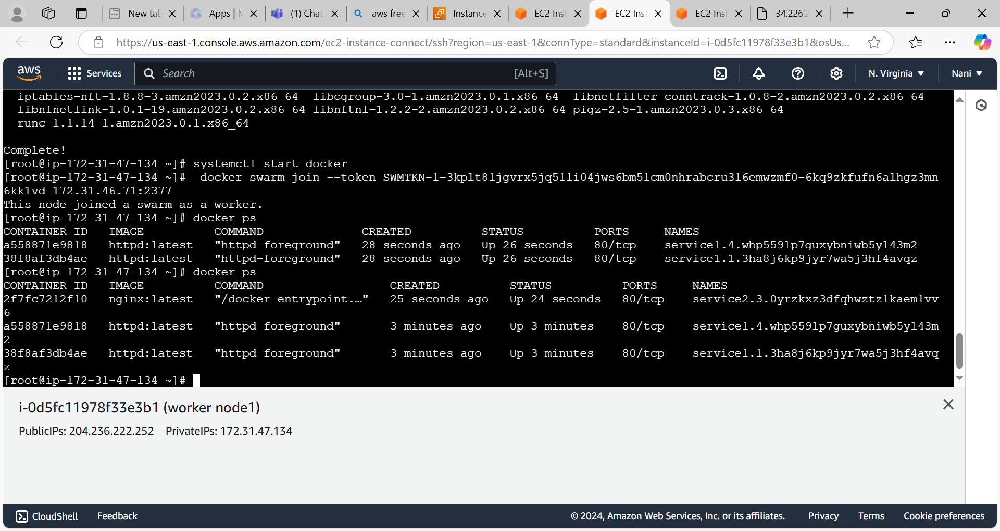 New tab
Apps | M
(1) Chat
aws free
Instance
EC2 Inst
EC2 Inst
EC2 Inst
34.226.2
https://us-east-1.console.aws.amazon.com/ec2-instance-connect/ssh?region=us-east-1&connType=standard&instanceId=i-0d5fc11978f33e3b1&osUs...
aws Services Search [Alt+S] N. Virginia Nani
iptables-nft-1.8.8-3.amzn2023.0.2.x86_64 libcgroup-3.0-1.amzn2023.0.1.x86_64 libnetfilter_conntrack-1.0.8-2.amzn2023.0.2.x86_64
libnfnetlink-1.0.1-19.amzn2023.0.2.x86_64 libnftnl-1.2.2-2.amzn2023.0.2.x86_64 pigz-2.5-1.amzn2023.0.3.x86_64
runc-1.1.14-1.amzn2023.0.1.x86_64
Complete!
[root@ip-172-31-47-134 ~]# systemctl start docker
[root@ip-172-31-47-134 ~]# docker swarm join --token SWMTKN-1-3kplt81jgvrx5jq511i04jws6bm51cm0nhrabcru316emwzmf0-6kq9zkfufn6alhgz3mn
6kk1vd 172.31.46.71:2377
This node joined a swarm as a worker.
[root@ip-172-31-47-134 ~]# docker ps
CONTAINER ID IMAGE COMMAND CREATED STATUS PORTS NAMES
a558871e9818 httpd:latest "httpd-foreground" 28 seconds ago Up 26 seconds 80/tcp service1.4.whp559lp7guxybniwb5yl43m2
38f8af3db4ae httpd:latest "httpd-foreground" 28 seconds ago Up 26 seconds 80/tcp service1.1.3ha8j6kp9jyr7wa5j3hf4avqz
[root@ip-172-31-47-134 ~]# docker ps
CONTAINER ID IMAGE COMMAND CREATED STATUS PORTS NAMES
2f7fc7212f10 nginx:latest "/docker-entrypoint.…" 25 seconds ago Up 24 seconds 80/tcp service2.3.0yrzkxz3dfqhwztz1kaem1vv
6
a558871e9818 httpd:latest "httpd-foreground" 3 minutes ago Up 3 minutes 80/tcp service1.4.whp559lp7guxybniwb5yl43m
2
38f8af3db4ae httpd:latest "httpd-foreground" 3 minutes ago Up 3 minutes 80/tcp service1.1.3ha8j6kp9jyr7wa5j3hf4avq
z
[root@ip-172-31-47-134 ~]#
i-0d5fc11978f33e3b1 (worker node1)
PublicIPs: 204.236.222.252 PrivateIPs: 172.31.47.134
CloudShell Feedback © 2024, Amazon Web Services, Inc. or its affiliates. Privacy Terms Cookie preferences